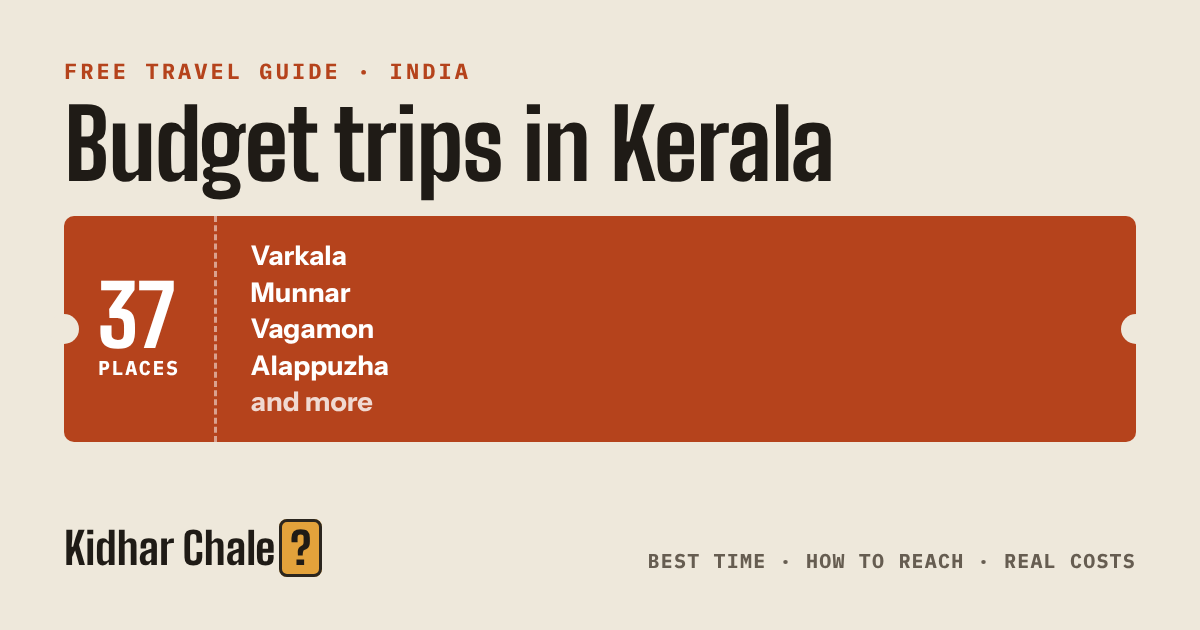 FREE TRAVEL GUIDE · INDIA
Budget trips in Kerala
37
PLACES
Varkala
Munnar
Vagamon
Alappuzha
and more
Kidhar Chale ?
BEST TIME · HOW TO REACH · REAL COSTS